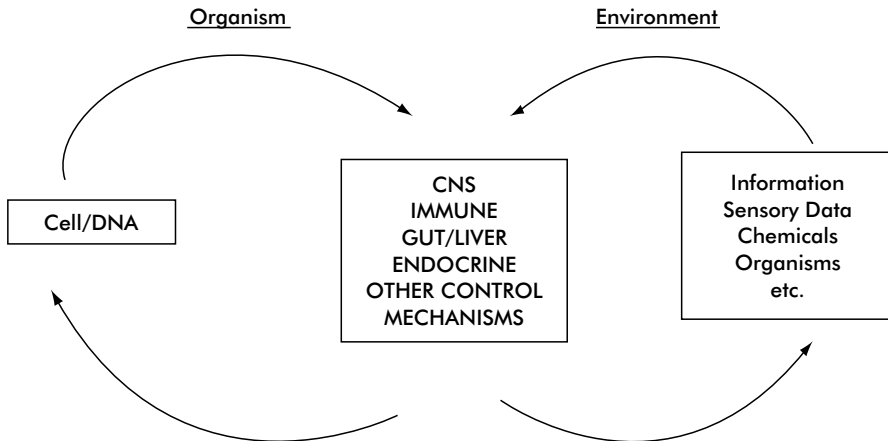 Organism
Environment
Cell/DNA
CNS
IMMUNE
GUT/LIVER
ENDOCRINE
OTHER CONTROL
MECHANISMS
Information
Sensory Data
Chemicals
Organisms
etc.